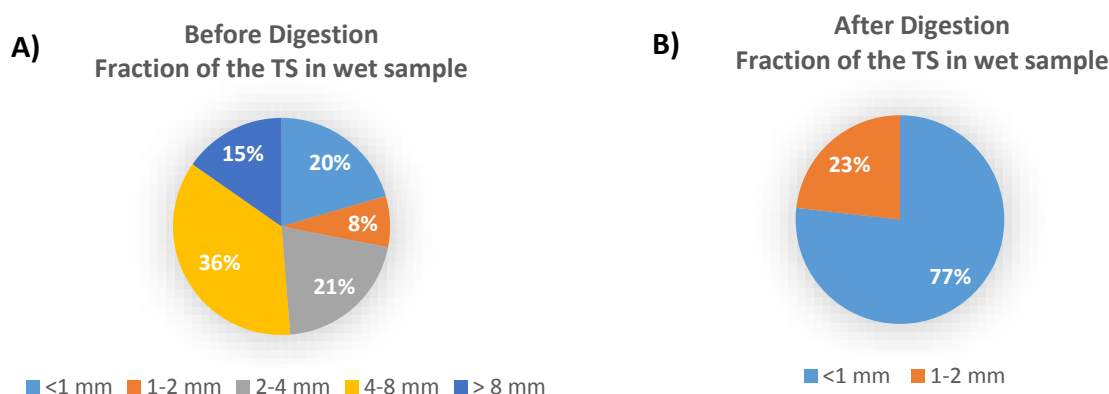 A)
Before Digestion
Fraction of the TS in wet sample
15%
20%
8%
36%
21%
<1 mm 1-2 mm 2-4 mm 4-8 mm > 8 mm
B)
After Digestion
Fraction of the TS in wet sample
23%
77%
<1 mm 1-2 mm